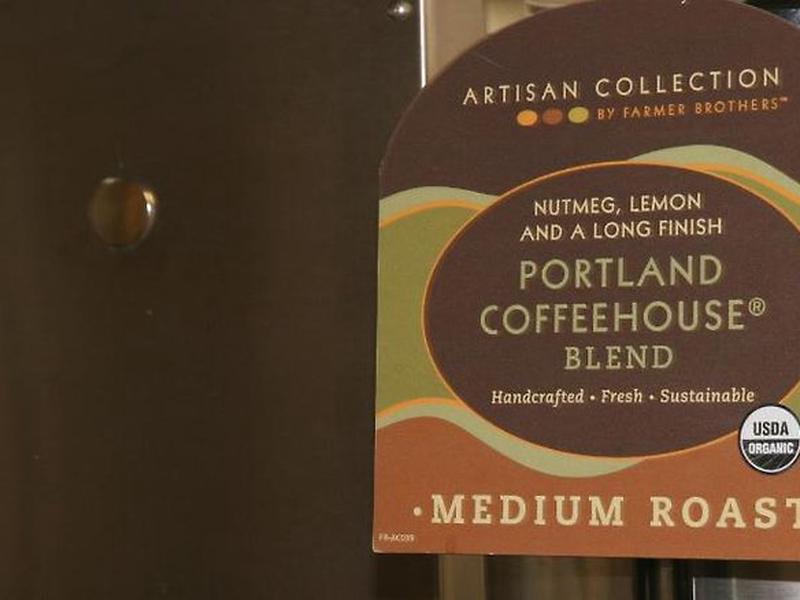 ARTISAN COLLECTION
BY FARMER BROTHERS™
NUTMEG, LEMON
AND A LONG FINISH
PORTLAND
COFFEEHOUSE®
BLEND
Handcrafted • Fresh • Sustainable
USDA
ORGANIC
•MEDIUM ROAST